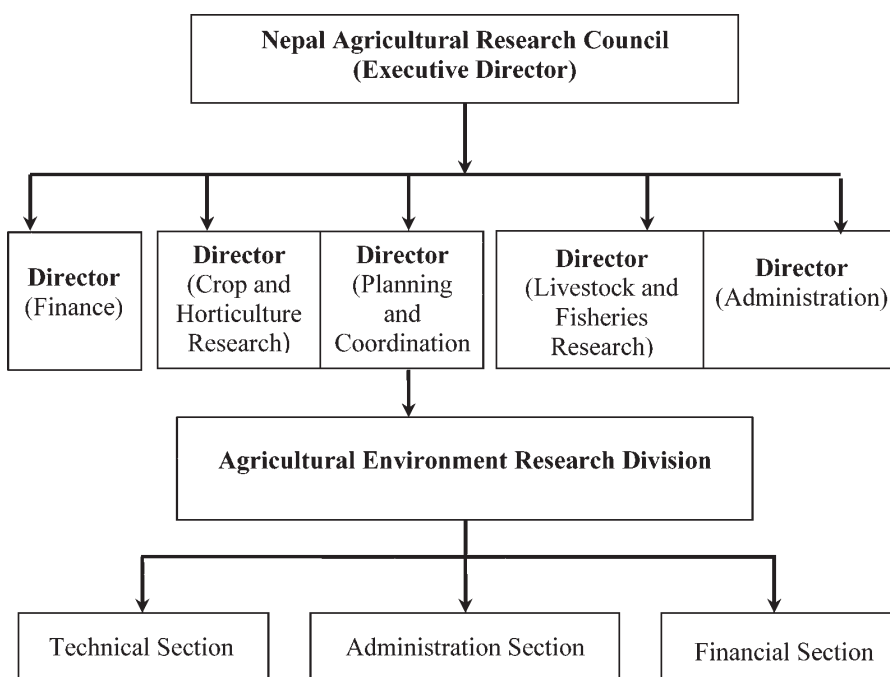 Nepal Agricultural Research Council
(Executive Director)
Director
(Finance)
Director
(Crop and
Horticulture
Research)
Director
(Planning
and
Coordination
Director
(Livestock and
Fisheries
Research)
Director
(Administration)
Agricultural Environment Research Division
Technical Section
Administration Section
Financial Section